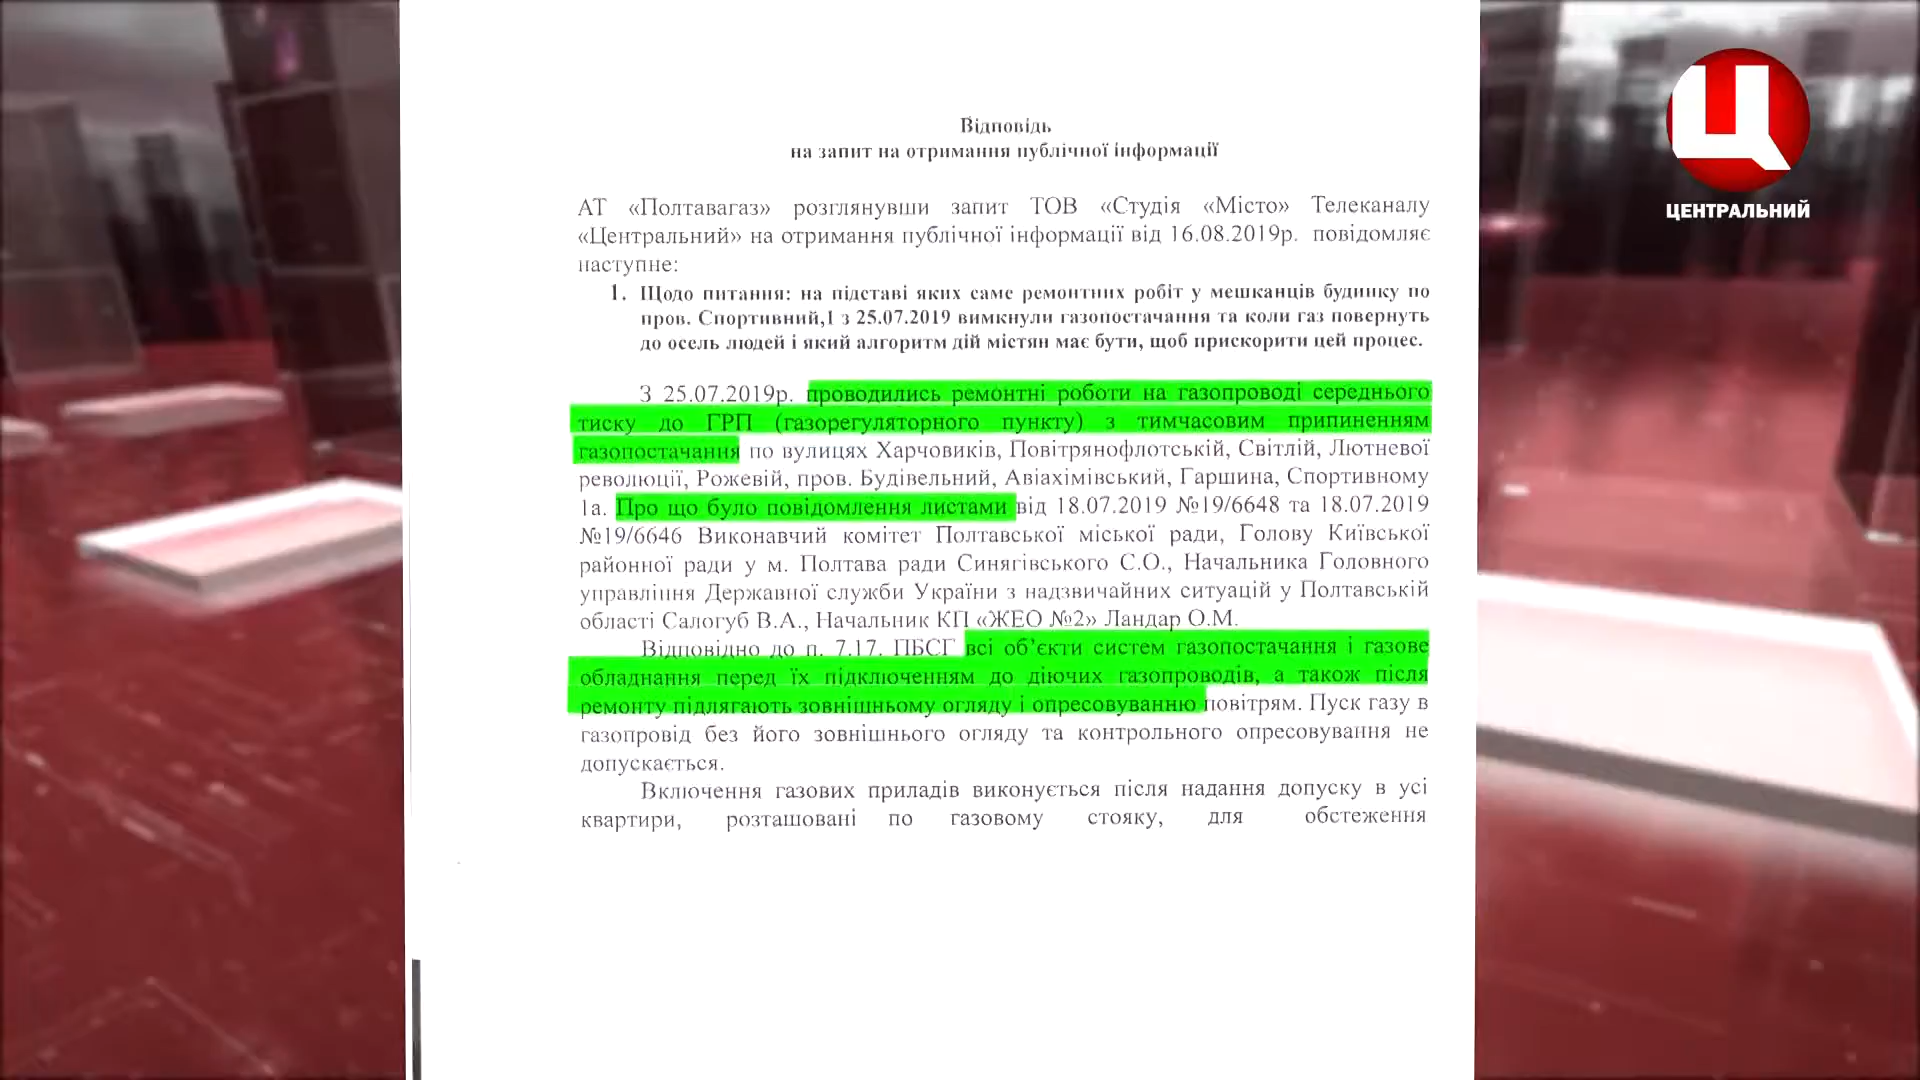 Ц
ЦЕНТРАЛЬНИЙ
Відповідь
на запит на отримання публічної інформації
АТ «Полтавагаз» розглянувши запит ТОВ «Студія «Місто» Телеканалу
«Центральний» на отримання публічної інформації від 16.08.2019р. повідомляє
наступне:
1. Щодо питання: на підставі яких саме ремонтних робіт у мешканців будинку по
пров. Спортивний,1 з 25.07.2019 вимкнули газопостачання та коли газ повернуть
до осель людей і який алгоритм дій містян має бути, щоб прискорити цей процес.
З 25.07.2019р. проводились ремонтні роботи на газопроводі середнього
тиску до ГРП (газорегуляторного пункту) з тимчасовим припиненням
газопостачання по вулицях Харчовиків, Повітрянофлотській, Світлій, Лютневої
революції, Рожевій, пров. Будівельний, Авіахімівський, Гаршина, Спортивному
1а. Про що було повідомлення листами від 18.07.2019 №19/6648 та 18.07.2019
№19/6646 Виконавчий комітет Полтавської міської ради, Голову Київської
районної ради у м. Полтава ради Синягівського С.О., Начальника Головного
управління Державної служби України з надзвичайних ситуацій у Полтавській
області Салогуб В.А., Начальник КП «ЖЕО №2» Ландар О.М.
Відповідно до п. 7.17. ПБСГ всі об’єкти систем газопостачання і газове
обладнання перед їх підключенням до діючих газопроводів, а також після
ремонту підлягають зовнішньому огляду і опресовуванню повітрям. Пуск газу в
газопровід без його зовнішнього огляду та контрольного опресовування не
допускається.
Включення газових приладів виконується після надання допуску в усі
квартири, розташовані по газовому стояку, для обстеження